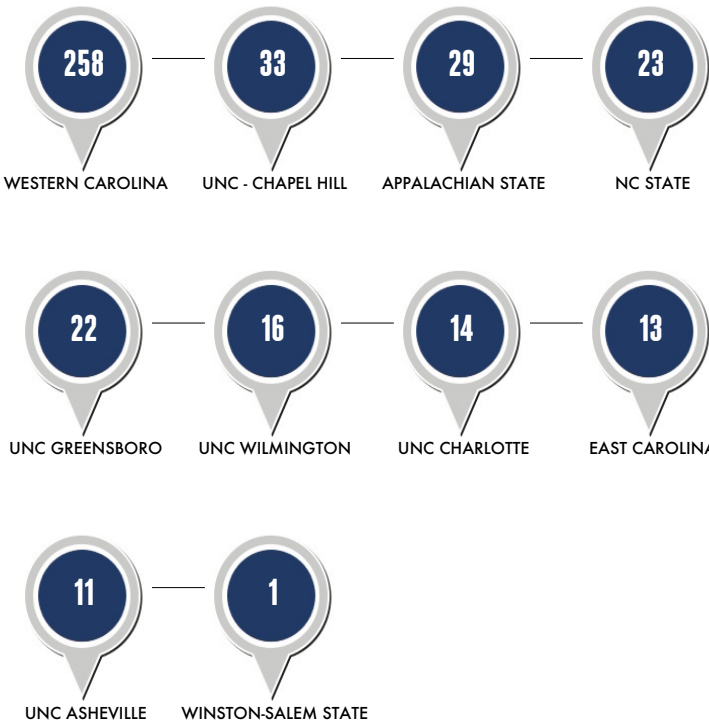 258 33 29 23
WESTERN CAROLINA UNC - CHAPEL HILL APPALACHIAN STATE NC STATE
22 16 14 13
UNC GREENSBORO UNC WILMINGTON UNC CHARLOTTE EAST CAROLINA
11 1
UNC ASHEVILLE WINSTON-SALEM STATE